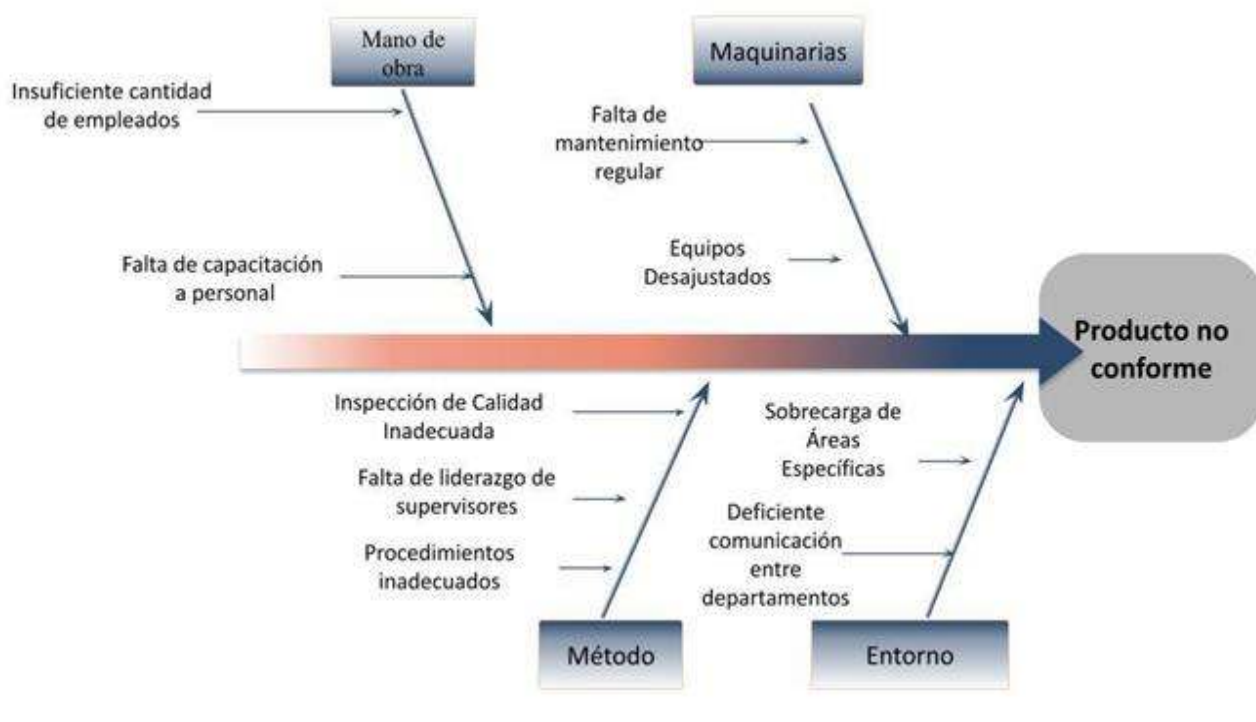 Mano de
obra
Maquinarias
Insuficiente cantidad
de empleados
Falta de
mantenimiento
regular
Falta de capacitación
a personal
Equipos
Desajustados
Producto no
conforme
Inspección de Calidad
Inadecuada
Sobrecarga de
Áreas
Específicas
Falta de liderazgo de
supervisores
Deficiente
comunicación
entre
departamentos
Procedimientos
inadecuados
Método
Entorno